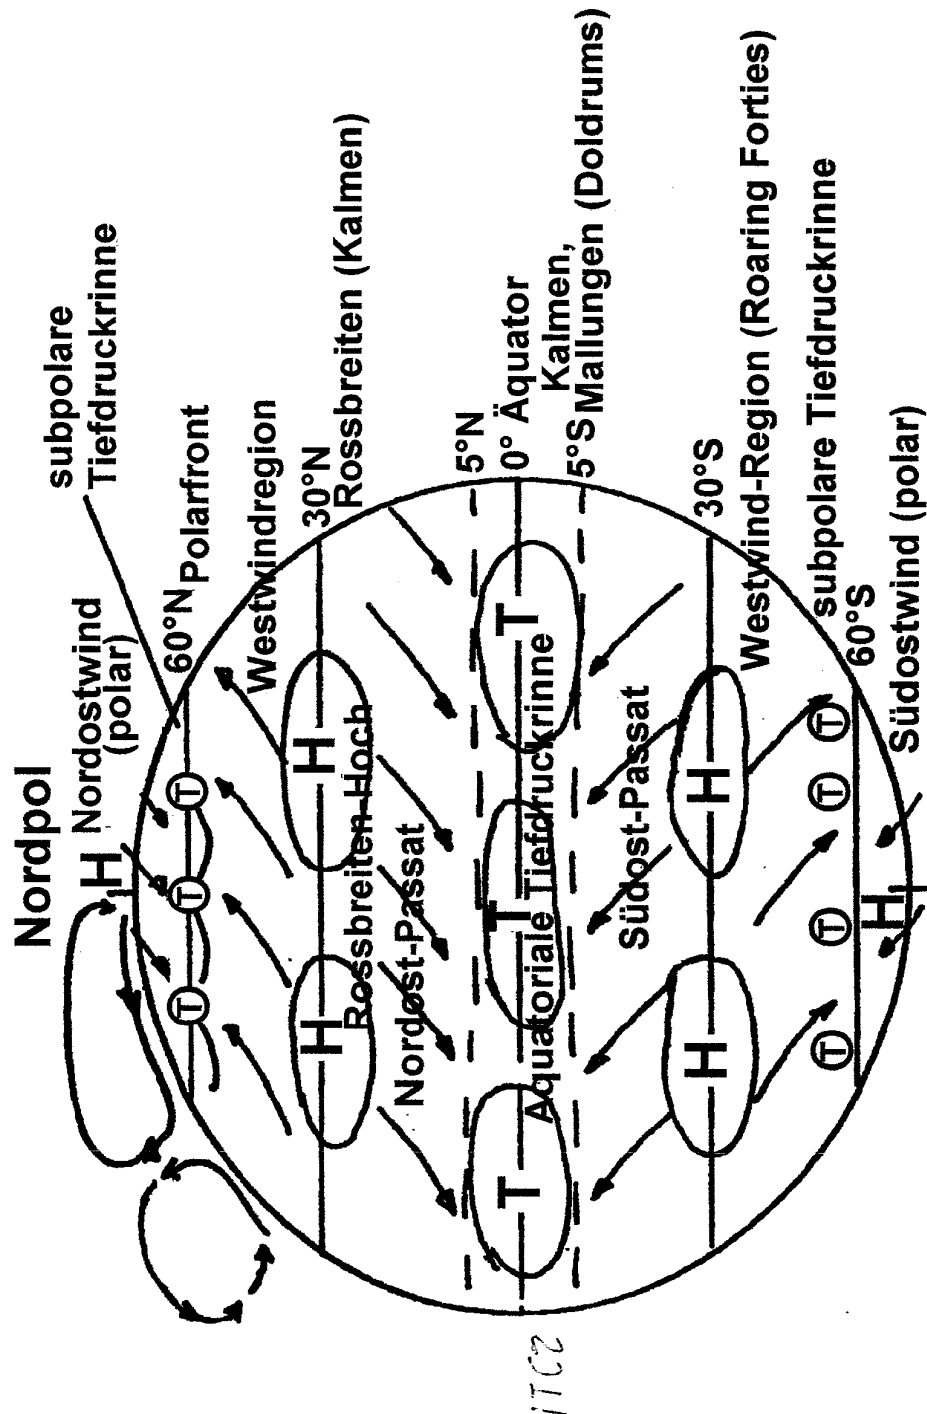 Nordpol
H
Nordostwind
(polar)
subpolare
Tiefdruckrinne
60°N Polarfront
T T T
Westwindregion
30°N
Rossbreiten (Kalmen)
H H
Rossbreiten-Hoch
Nordost-Passat
5°N
0° Äquator
Kalmen,
5°S Mallungen (Doldrums)
T T T
Äquatoriale Tiefdruckrinne
ITCZ
Südost-Passat
30°S
H H
Westwind-Region (Roaring Forties)
subpolare Tiefdruckrinne
T T T T
60°S
H
Südostwind (polar)